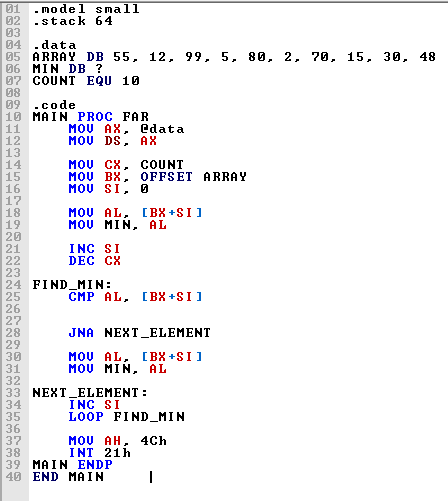 01 .model small
02 .stack 64
03
04 .data
05 ARRAY DB 55, 12, 99, 5, 80, 2, 70, 15, 30, 48
06 MIN DB ?
07 COUNT EQU 10
08
09 .code
10 MAIN PROC FAR
11     MOV AX, @data
12     MOV DS, AX
13
14     MOV CX, COUNT
15     MOV BX, OFFSET ARRAY
16     MOV SI, 0
17
18     MOV AL, [BX+SI]
19     MOV MIN, AL
20
21     INC SI
22     DEC CX
23
24 FIND_MIN:
25     CMP AL, [BX+SI]
26
27
28     JNA NEXT_ELEMENT
29
30     MOV AL, [BX+SI]
31     MOV MIN, AL
32
33 NEXT_ELEMENT:
34     INC SI
35     LOOP FIND_MIN
36
37     MOV AH, 4Ch
38     INT 21h
39 MAIN ENDP
40 END MAIN